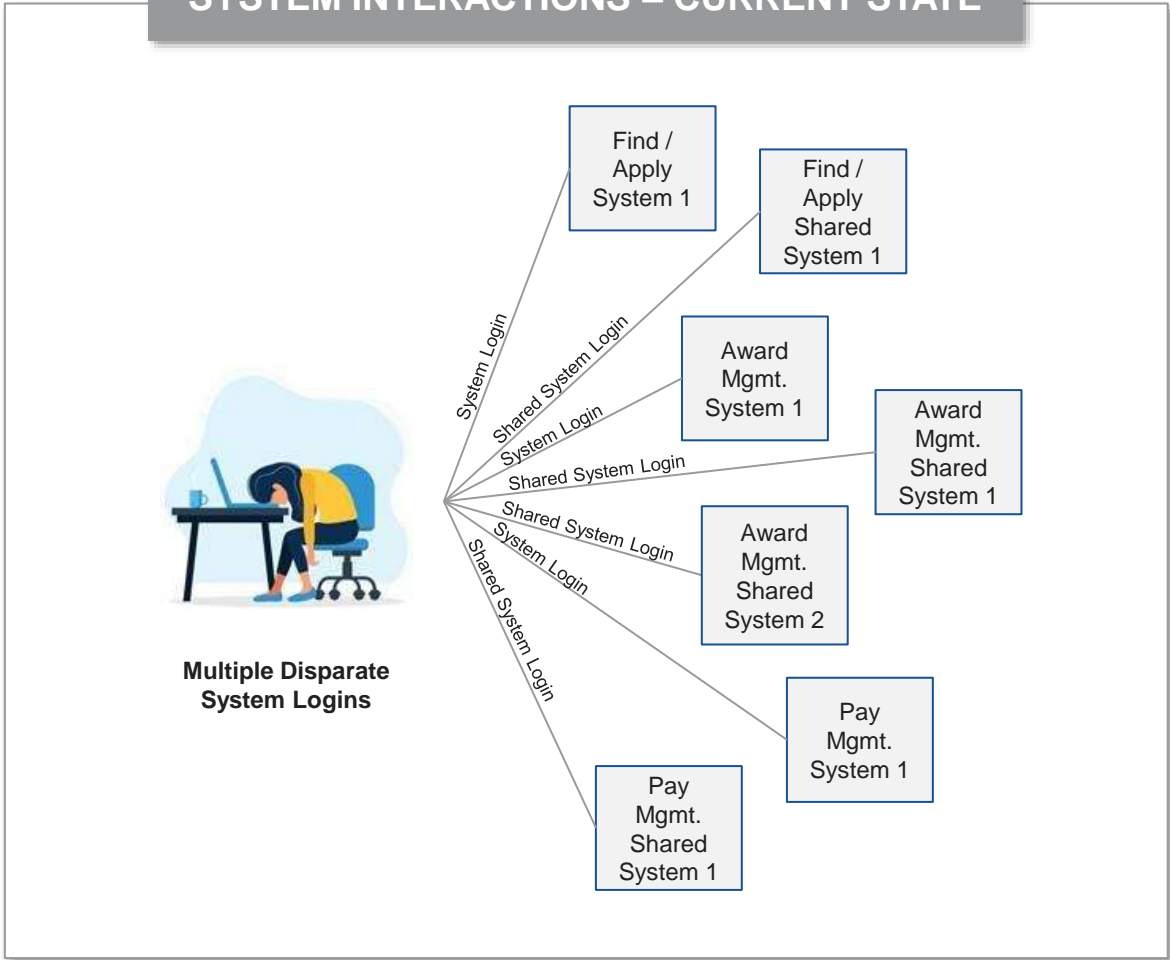 SYSTEM INTERACTIONS – CURRENT STATE
Find /
Apply
System 1
Find /
Apply
Shared
System 1
System Login
Shared System Login
Award
Mgmt.
System 1
System Login
Award
Mgmt.
Shared
System 1
Shared System Login
Shared System Login
Award
Mgmt.
Shared
System 2
System Login
Shared System Login
Multiple Disparate
System Logins
Pay
Mgmt.
System 1
Pay
Mgmt.
Shared
System 1